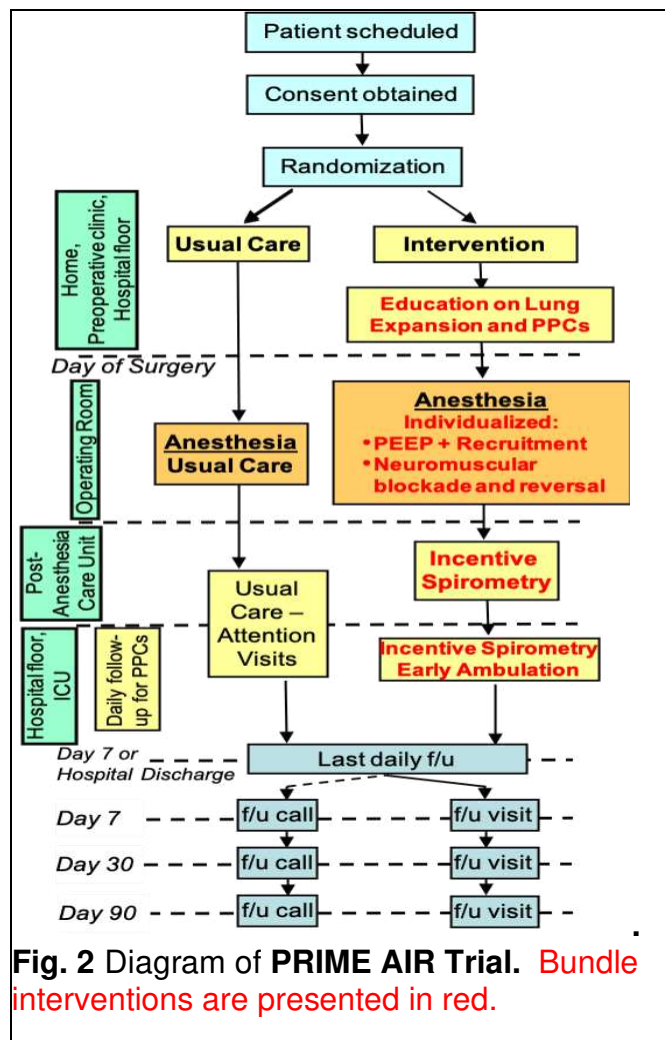 Patient scheduled
Consent obtained
Randomization
Home,
Preoperative clinic,
Hospital floor
Usual Care
Intervention
Education on Lung
Expansion and PPCs
Day of Surgery
Operating Room
Anesthesia
Usual Care
Anesthesia
Individualized:
•PEEP + Recruitment
•Neuromuscular
blockade and reversal
Post-
Anesthesia
Care Unit
Usual
Care –
Attention
Visits
Incentive
Spirometry
Hospital floor,
ICU
Daily follow-
up for PPCs
Incentive Spirometry
Early Ambulation
Day 7 or
Hospital Discharge
Last daily f/u
Day 7
f/u call
f/u visit
Day 30
f/u call
f/u visit
Day 90
f/u call
f/u visit
.
Fig. 2 Diagram of PRIME AIR Trial. Bundle
interventions are presented in red.